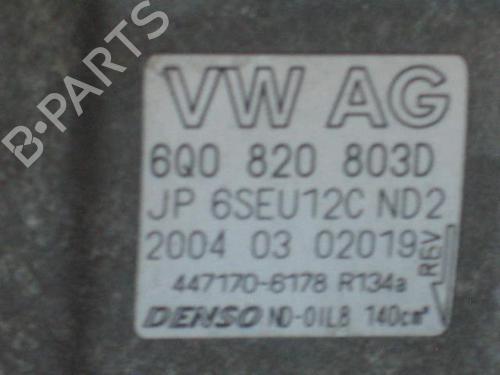 B-PARTS
VW AG
6Q0 820 803D
JP 6SEU12C ND2
2004 03 02019
REV
447170-6178 R134a
DENSO ND-OIL8 140cm³